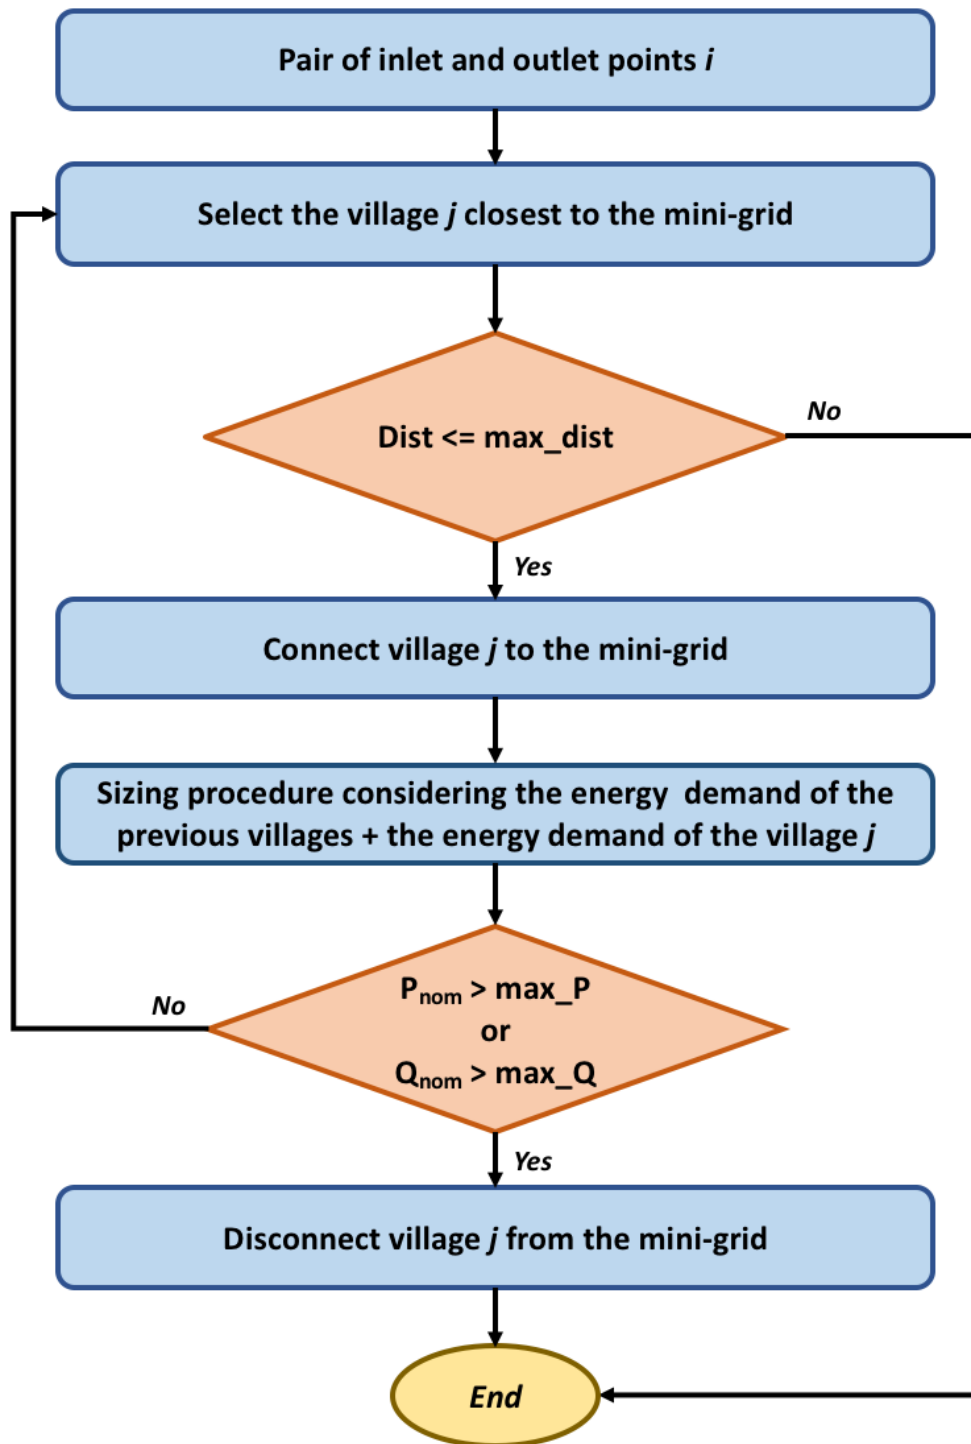 Pair of inlet and outlet points i
Select the village j closest to the mini-grid
Dist <= max_dist
No
Yes
Connect village j to the mini-grid
Sizing procedure considering the energy demand of the
previous villages + the energy demand of the village j
Pnom > max_P
or
Qnom > max_Q
No
Yes
Disconnect village j from the mini-grid
End